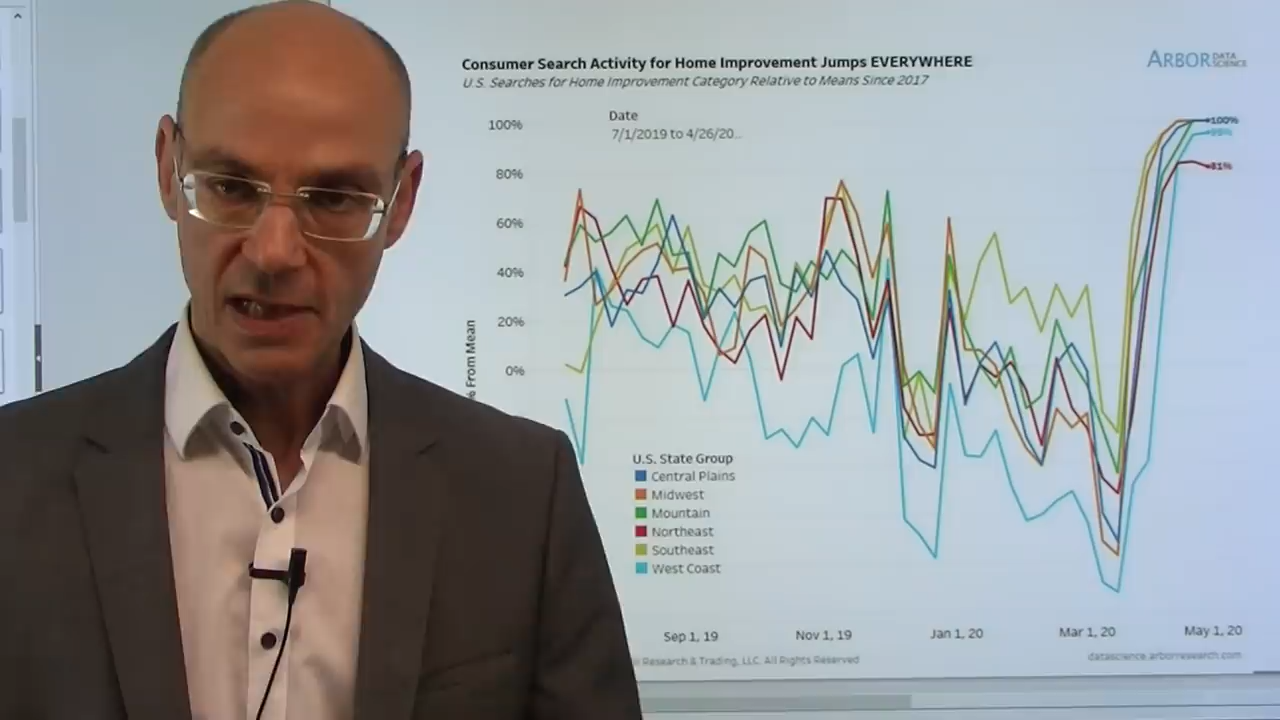 Consumer Search Activity for Home Improvement Jumps EVERYWHERE
U.S. Searches for Home Improvement Category Relative to Means Since 2017
ARBOR DATA SCIENCE
Date
7/1/2019 to 4/26/20..
100%
80%
60%
40%
20%
0%
% From Mean
100%
99%
81%
U.S. State Group
Central Plains
Midwest
Mountain
Northeast
Southeast
West Coast
Sep 1, 19
Nov 1, 19
Jan 1, 20
Mar 1, 20
May 1, 20
Research & Trading, LLC. All Rights Reserved
datascience.arborresearch.com